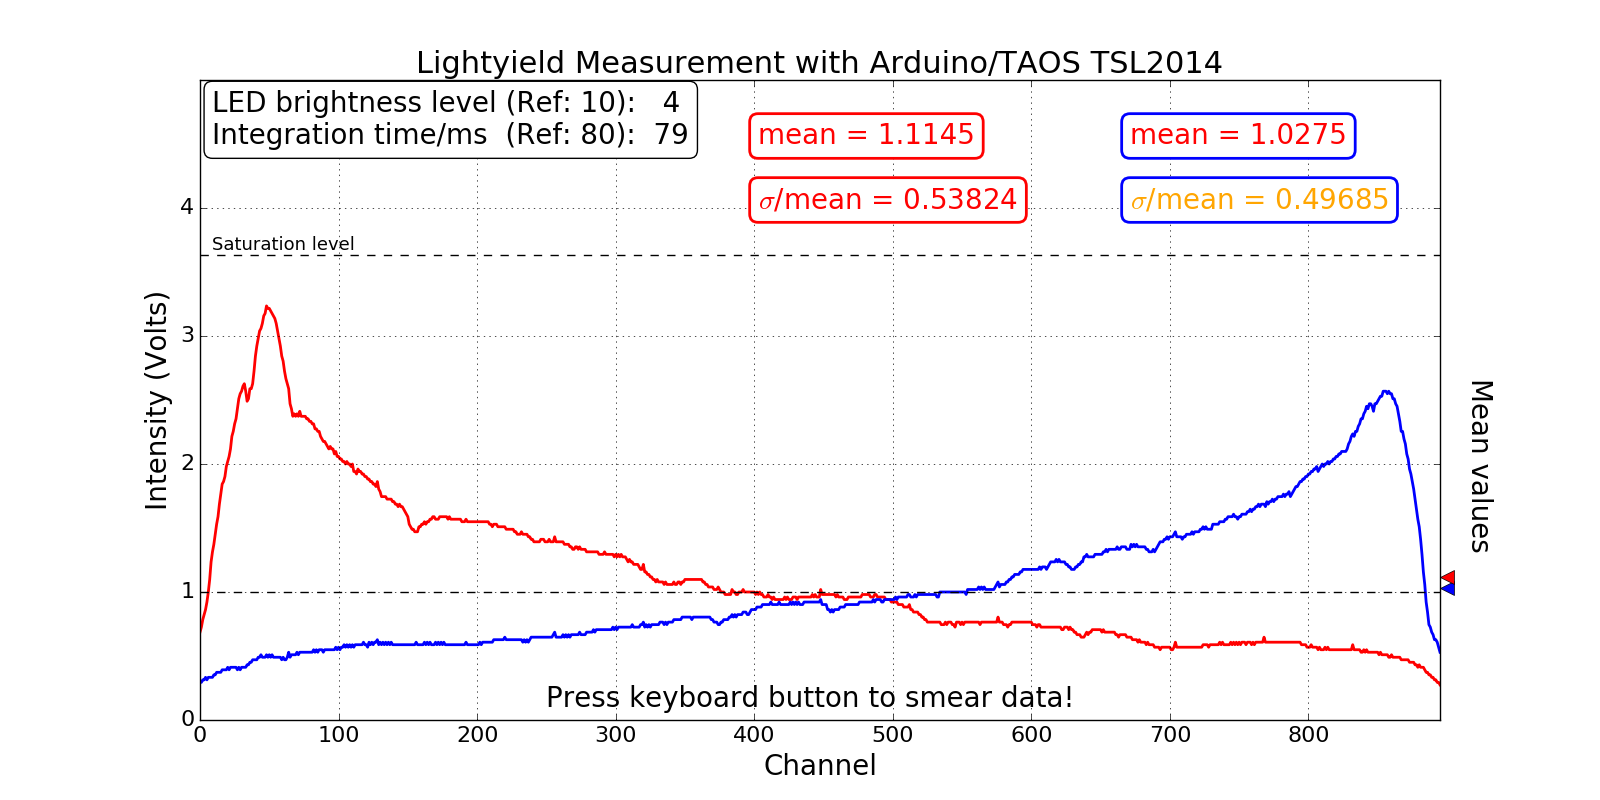 Lightyield Measurement with Arduino/TAOS TSL2014
LED brightness level (Ref: 10):   4
Integration time/ms  (Ref: 80):  79
mean = 1.1145
mean = 1.0275
σ/mean = 0.53824
σ/mean = 0.49685
Saturation level
Intensity (Volts)
4
3
2
1
0
Mean values
Press keyboard button to smear data!
0 100 200 300 400 500 600 700 800
Channel